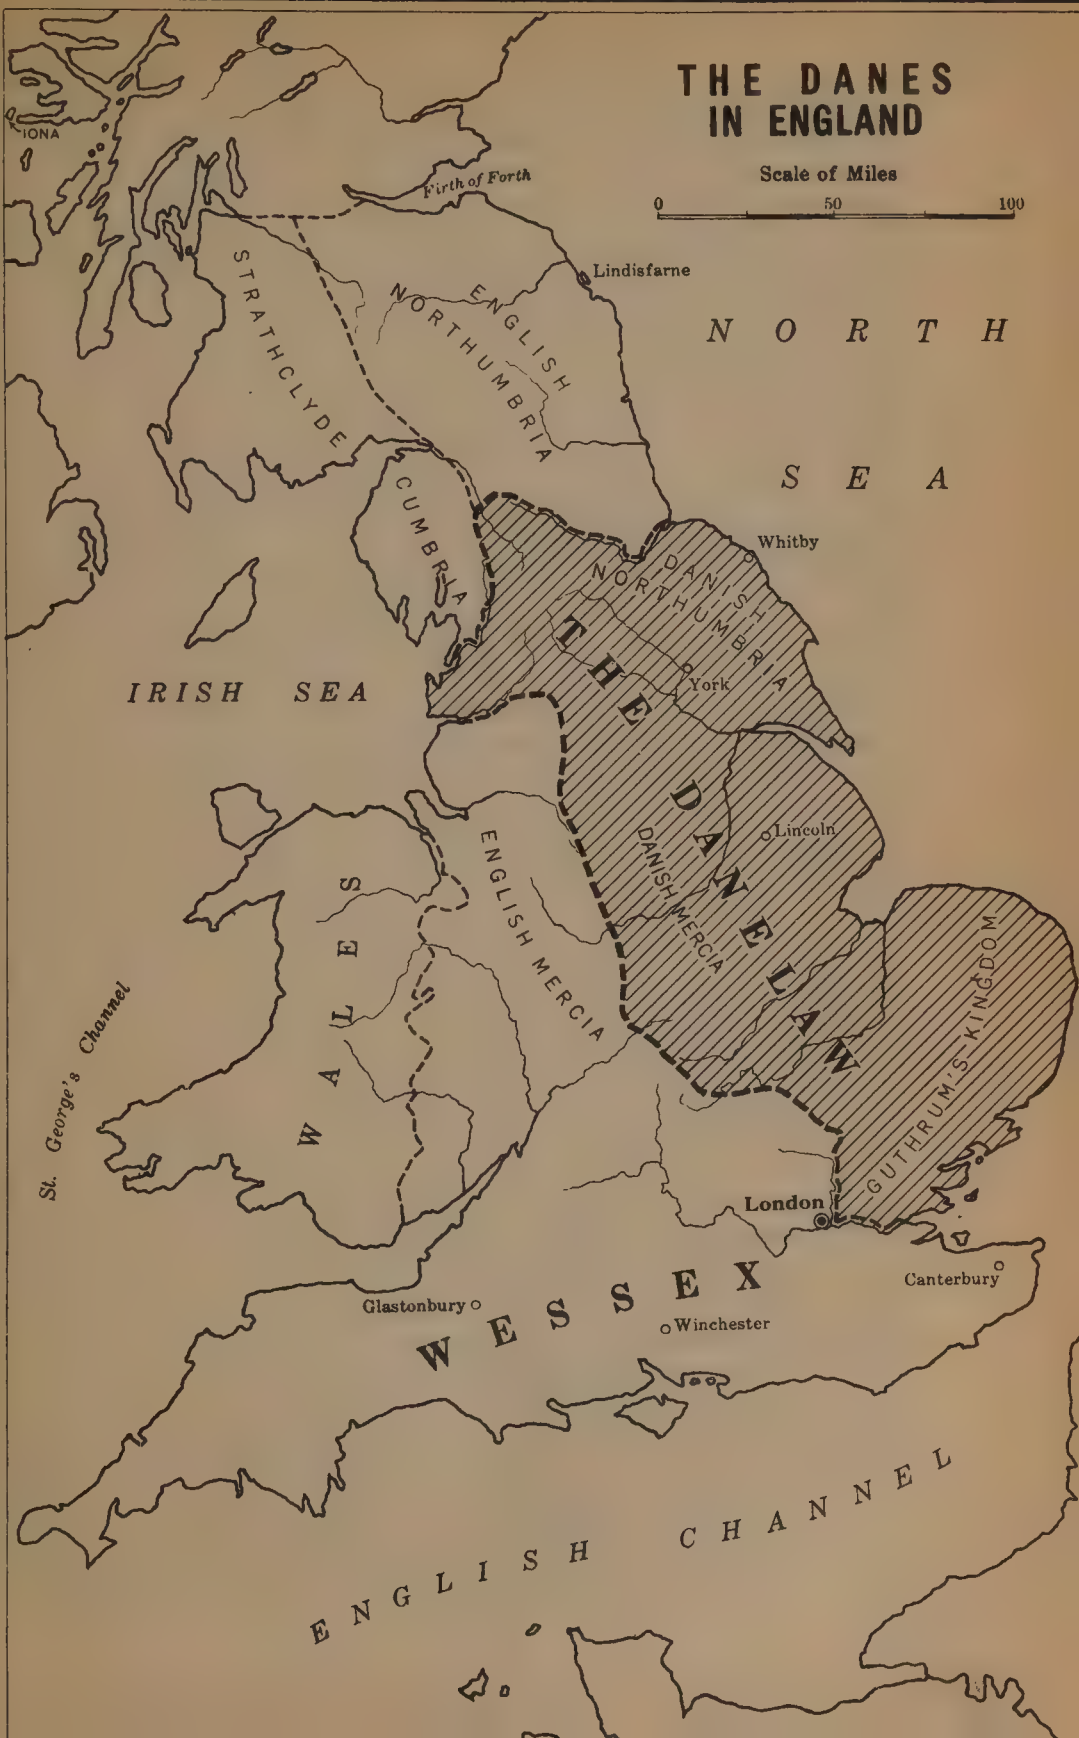 THE DANES
IN ENGLAND
Scale of Miles
0 50 100
IONA
Firth of Forth
Lindisfarne
STRATHCLYDE
ENGLISH
NORTHUMBRIA
NORTH
SEA
CUMBRIA
Whitby
DANISH
NORTHUMBRIA
THE DANELAW
York
IRISH SEA
Lincoln
DANISH MERCIA
ENGLISH MERCIA
WALES
GUTHRUM'S KINGDOM
St. George's Channel
London
WESSEX
Canterbury
Glastonbury
Winchester
ENGLISH CHANNEL